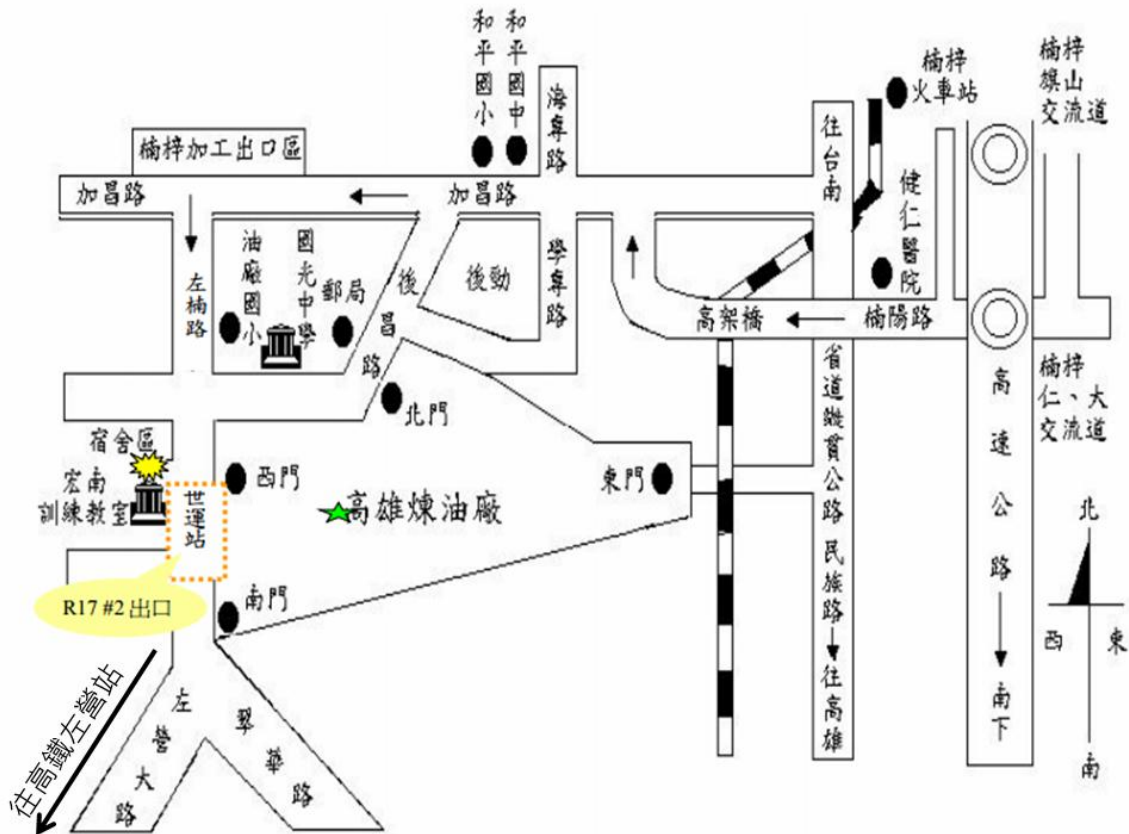 和平國小
和平國中
海專路
往台南
楠梓
火車站
楠梓
旗山
交流道
楠梓加工出口區
加昌路
加昌路
健仁醫院
左楠路
油廠國小
國光中學
郵局
後昌路
後勁
學專路
高架橋
楠陽路
北門
省道縱貫公路民族路
往高雄
高速公路
南下
楠梓
仁、大
交流道
宿舍區
宏南
訓練教室
世運站
西門
高雄煉油廠
東門
北
西
東
南
R17 #2 出口
南門
左營大路
翠華路
往高鐵左營站